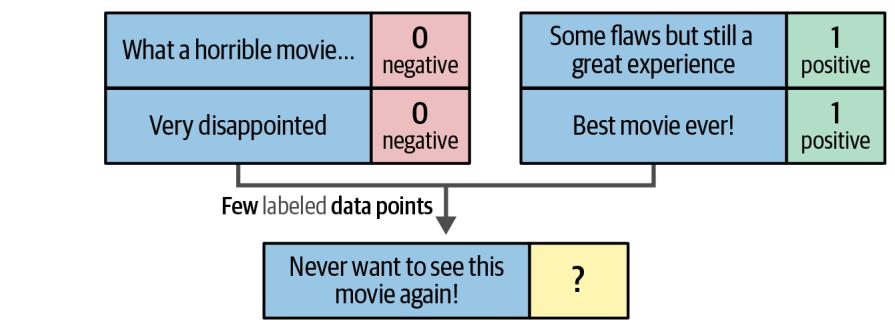 What a horrible movie...
0
negative
Very disappointed
0
negative
Some flaws but still a
great experience
1
positive
Best movie ever!
1
positive
Few labeled data points
Never want to see this
movie again!
?